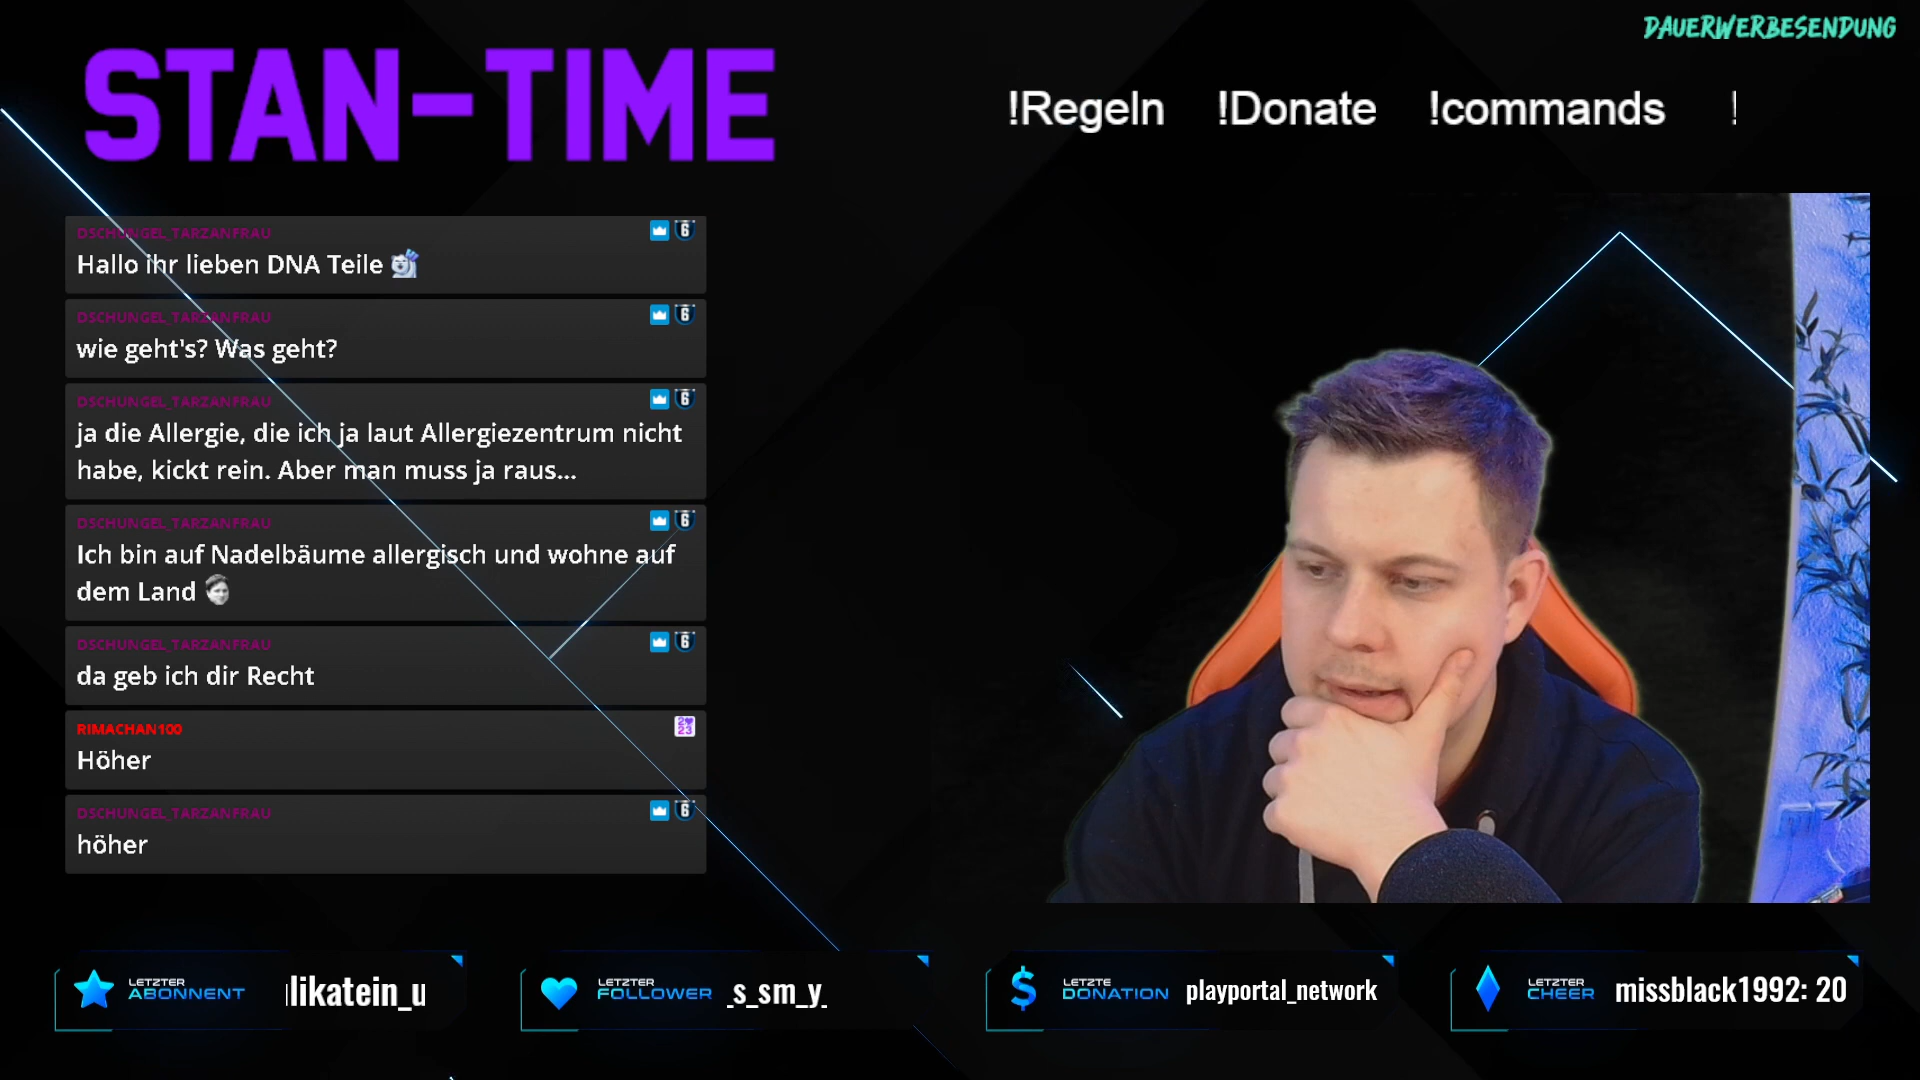 DAUERWERBESENDUNG
STAN-TIME
!Regeln !Donate !commands !
DSCHUNGEL_TARZANFRAU
Hallo ihr lieben DNA Teile
DSCHUNGEL_TARZANFRAU
wie geht's? Was geht?
DSCHUNGEL_TARZANFRAU
ja die Allergie, die ich ja laut Allergiezentrum nicht
habe, kickt rein. Aber man muss ja raus...
DSCHUNGEL_TARZANFRAU
Ich bin auf Nadelbäume allergisch und wohne auf
dem Land
DSCHUNGEL_TARZANFRAU
da geb ich dir Recht
RIMACHAN100
Höher
DSCHUNGEL_TARZANFRAU
höher
LETZTER
ABONNENT
likatein_u
LETZTER
FOLLOWER
_s_sm_y_
LETZTE
DONATION
playportal_network
LETZTER
CHEER
missblack1992: 20